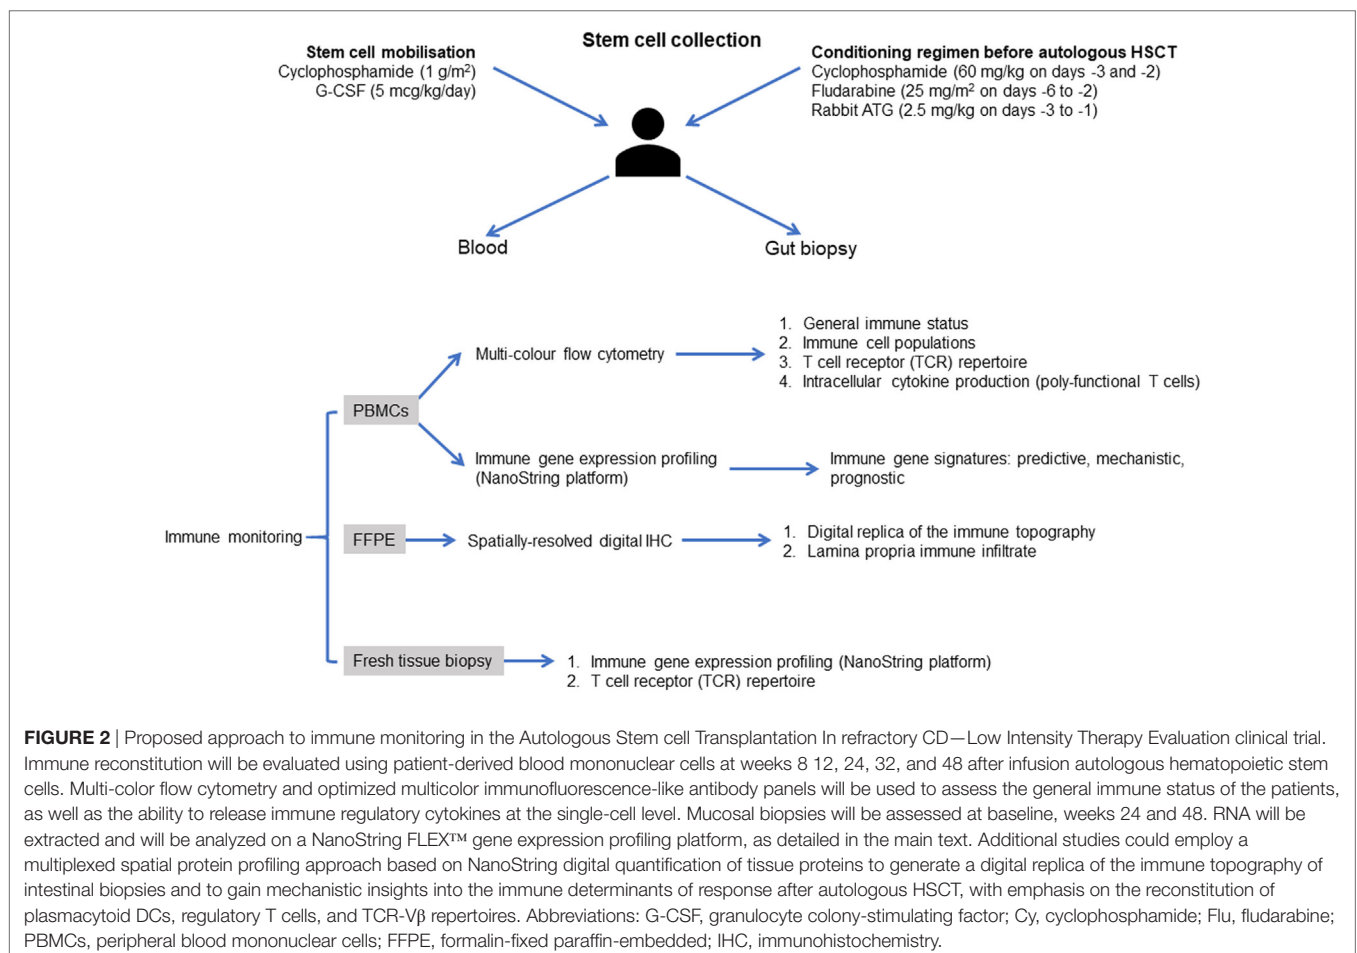 Stem cell collection
Stem cell mobilisation
Cyclophosphamide (1 g/m²)
G-CSF (5 mcg/kg/day)
Conditioning regimen before autologous HSCT
Cyclophosphamide (60 mg/kg on days -3 and -2)
Fludarabine (25 mg/m² on days -6 to -2)
Rabbit ATG (2.5 mg/kg on days -3 to -1)
Blood
Gut biopsy
Immune monitoring
PBMCs
Multi-colour flow cytometry
1. General immune status
2. Immune cell populations
3. T cell receptor (TCR) repertoire
4. Intracellular cytokine production (poly-functional T cells)
Immune gene expression profiling
(NanoString platform)
Immune gene signatures: predictive, mechanistic,
prognostic
FFPE
Spatially-resolved digital IHC
1. Digital replica of the immune topography
2. Lamina propria immune infiltrate
Fresh tissue biopsy
1. Immune gene expression profiling (NanoString platform)
2. T cell receptor (TCR) repertoire
FIGURE 2 | Proposed approach to immune monitoring in the Autologous Stem cell Transplantation In refractory CD—Low Intensity Therapy Evaluation clinical trial.
Immune reconstitution will be evaluated using patient-derived blood mononuclear cells at weeks 8 12, 24, 32, and 48 after infusion autologous hematopoietic stem
cells. Multi-color flow cytometry and optimized multicolor immunofluorescence-like antibody panels will be used to assess the general immune status of the patients,
as well as the ability to release immune regulatory cytokines at the single-cell level. Mucosal biopsies will be assessed at baseline, weeks 24 and 48. RNA will be
extracted and will be analyzed on a NanoString FLEX™ gene expression profiling platform, as detailed in the main text. Additional studies could employ a
multiplexed spatial protein profiling approach based on NanoString digital quantification of tissue proteins to generate a digital replica of the immune topography of
intestinal biopsies and to gain mechanistic insights into the immune determinants of response after autologous HSCT, with emphasis on the reconstitution of
plasmacytoid DCs, regulatory T cells, and TCR-Vβ repertoires. Abbreviations: G-CSF, granulocyte colony-stimulating factor; Cy, cyclophosphamide; Flu, fludarabine;
PBMCs, peripheral blood mononuclear cells; FFPE, formalin-fixed paraffin-embedded; IHC, immunohistochemistry.